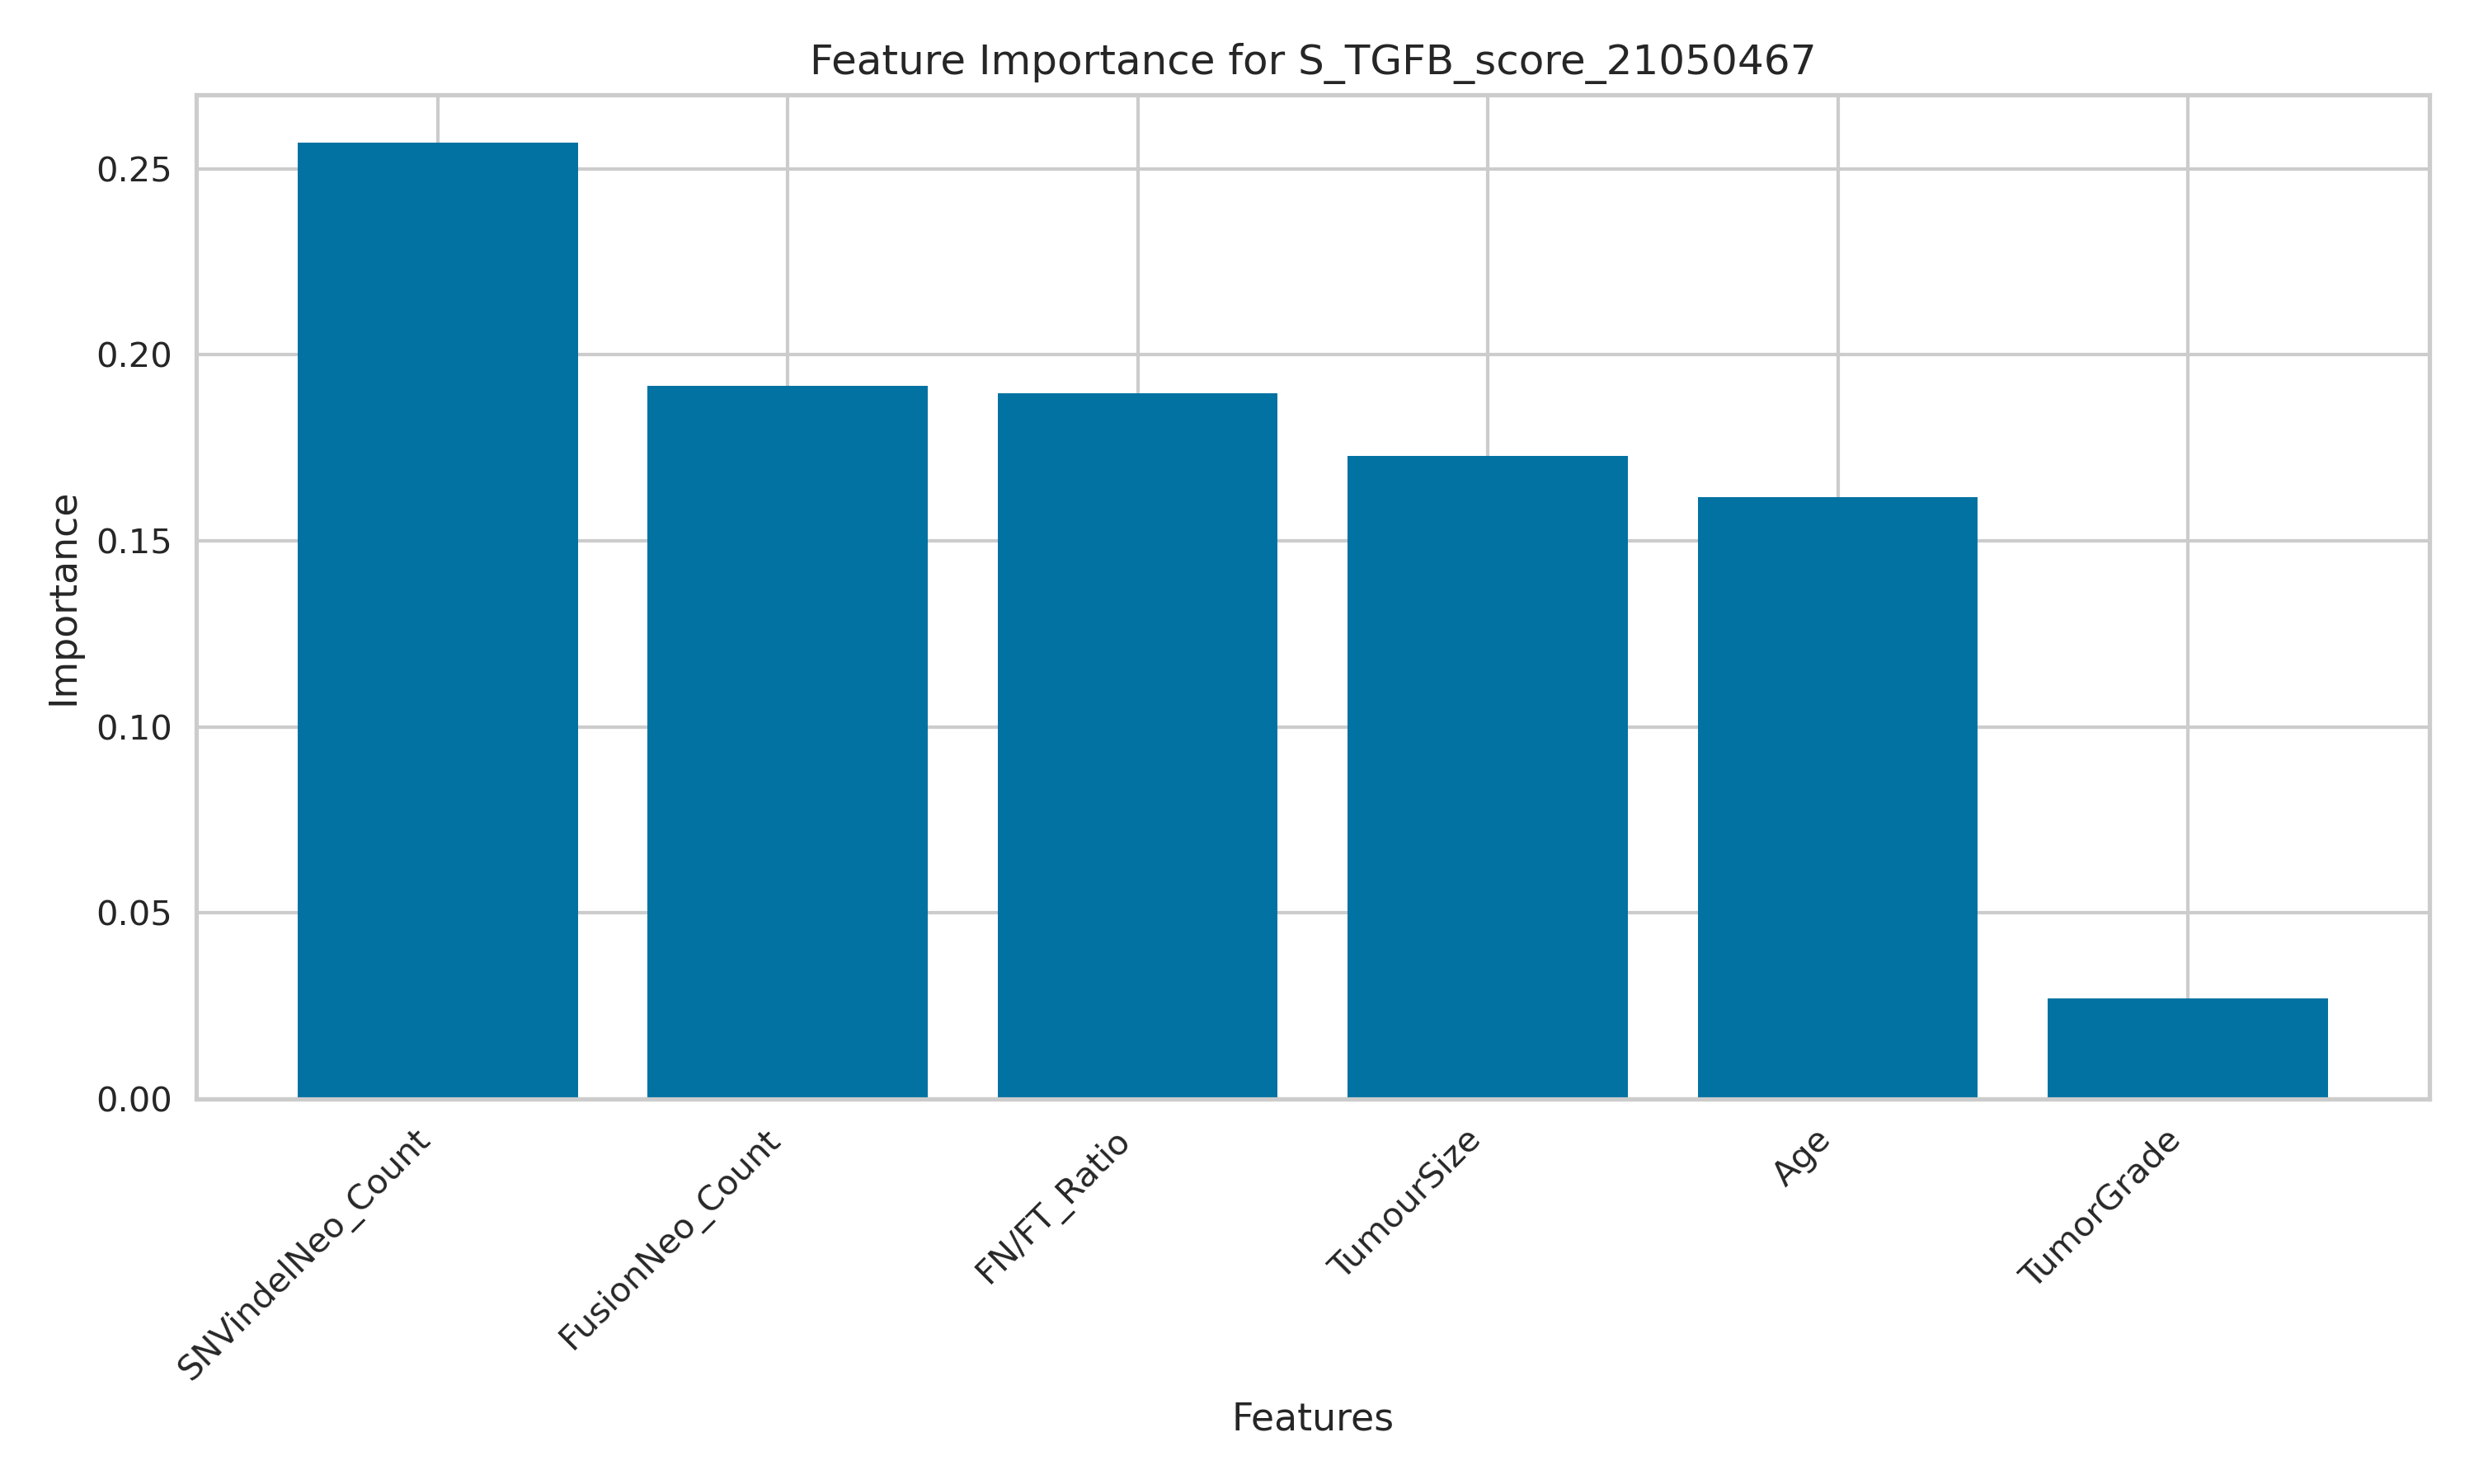 Feature Importance for S_TGFB_score_21050467
Importance
0.25
0.20
0.15
0.10
0.05
0.00
SNVindelNeo_Count
FusionNeo_Count
FN/FT_Ratio
TumourSize
Age
TumorGrade
Features